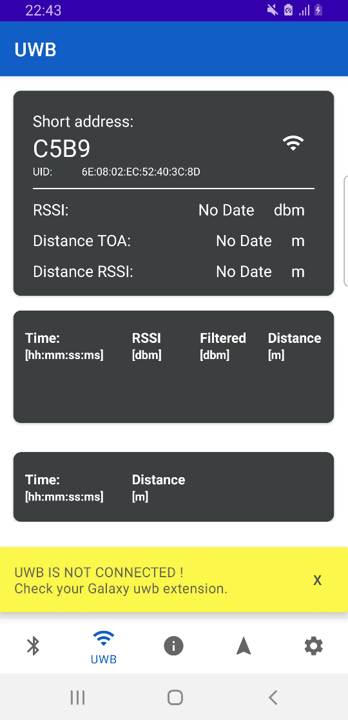 22:43
UWB
Short address:
C5B9
UID: 6E:08:02:EC:52:40:3C:8D
RSSI: No Date dbm
Distance TOA: No Date m
Distance RSSI: No Date m
Time: RSSI Filtered Distance
[hh:mm:ss:ms] [dbm] [dbm] [m]
Time: Distance
[hh:mm:ss:ms] [m]
UWB IS NOT CONNECTED !
Check your Galaxy uwb extension.
X
UWB